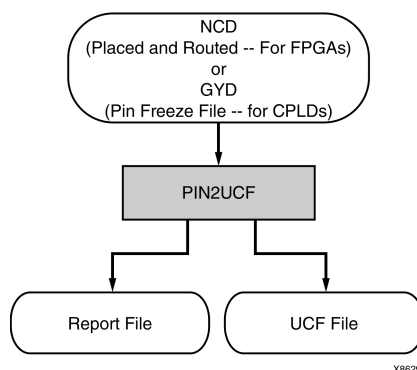 NCD
(Placed and Routed -- For FPGAs)
or
GYD
(Pin Freeze File -- for CPLDs)
PIN2UCF
Report File
UCF File